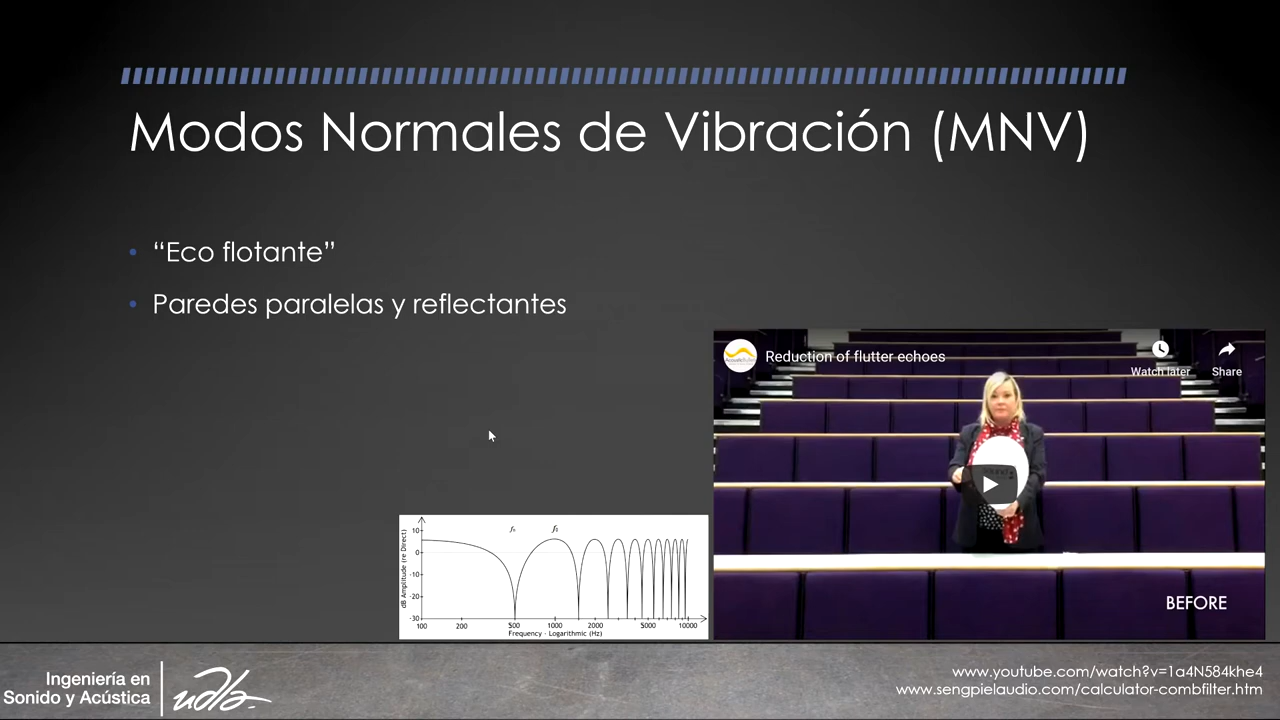 Modos Normales de Vibración (MNV)
• “Eco flotante”
• Paredes paralelas y reflectantes
Reduction of flutter echoes
Watch later
Share
BEFORE
dB Amplitude (re Direct)
10
0
-10
-20
-30
100 200 500 1000 2000 5000 10000
Frequency - Logarithmic (Hz)
Ingeniería en
Sonido y Acústica
udla
www.youtube.com/watch?v=1a4N584khe4
www.sengpielaudio.com/calculator-combfilter.htm